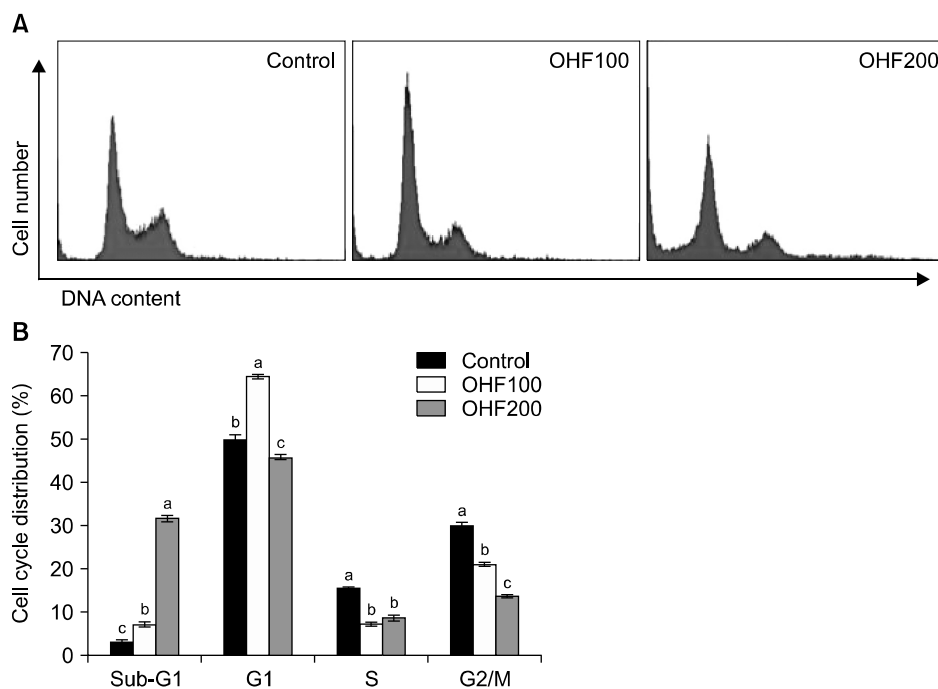 A
Control
OHF100
OHF200
Cell number
DNA content
B
Cell cycle distribution (%)
70
60
50
40
30
20
10
0
Control
OHF100
OHF200
c b a
b a c
a b b
a b c
Sub-G1 G1 S G2/M